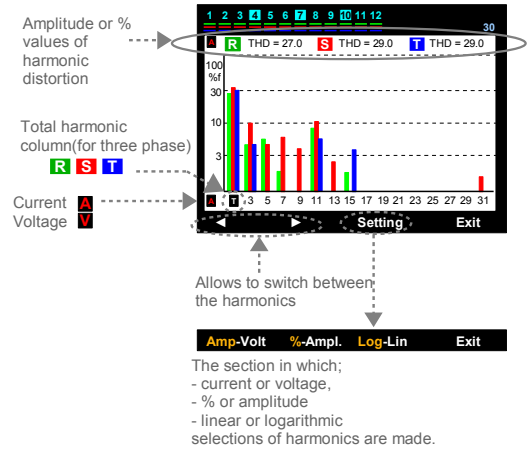 Amplitude or %
values of
harmonic
distortion
1 2 3 4 5 6 7 8 9 10 11 12
30
A R THD = 27.0 S THD = 29.0 T THD = 29.0
100
%f
30
10
3
Total harmonic
column(for three phase)
R S T
Current A
Voltage V
A T 3 5 7 9 11 13 15 17 19 21 23 25 27 29 31
◄ ► Setting Exit
Allows to switch between
the harmonics
Amp-Volt %-Ampl. Log-Lin Exit
The section in which;
- current or voltage,
- % or amplitude
- linear or logarithmic
selections of harmonics are made.